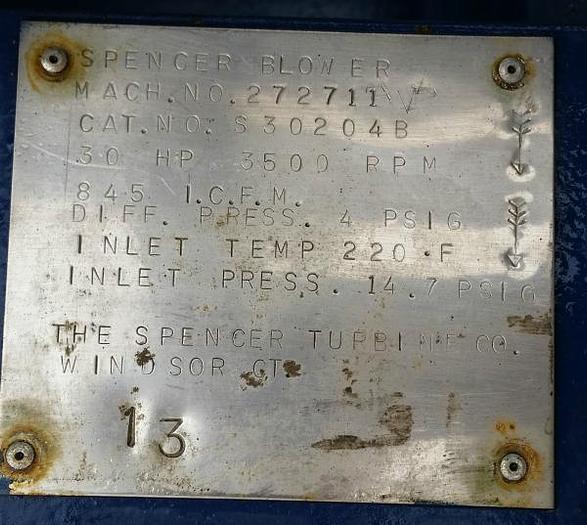 SPENCER BLOWER
MACH.NO. 272711
CAT.NO. S30204B
30 HP 3500 RPM
845 I.C.F.M.
DIFF. PRESS. 4 PSIG
INLET TEMP 220 °F
INLET PRESS. 14.7 PSIG
THE SPENCER TURBINE CO.
WINDSOR CT
13